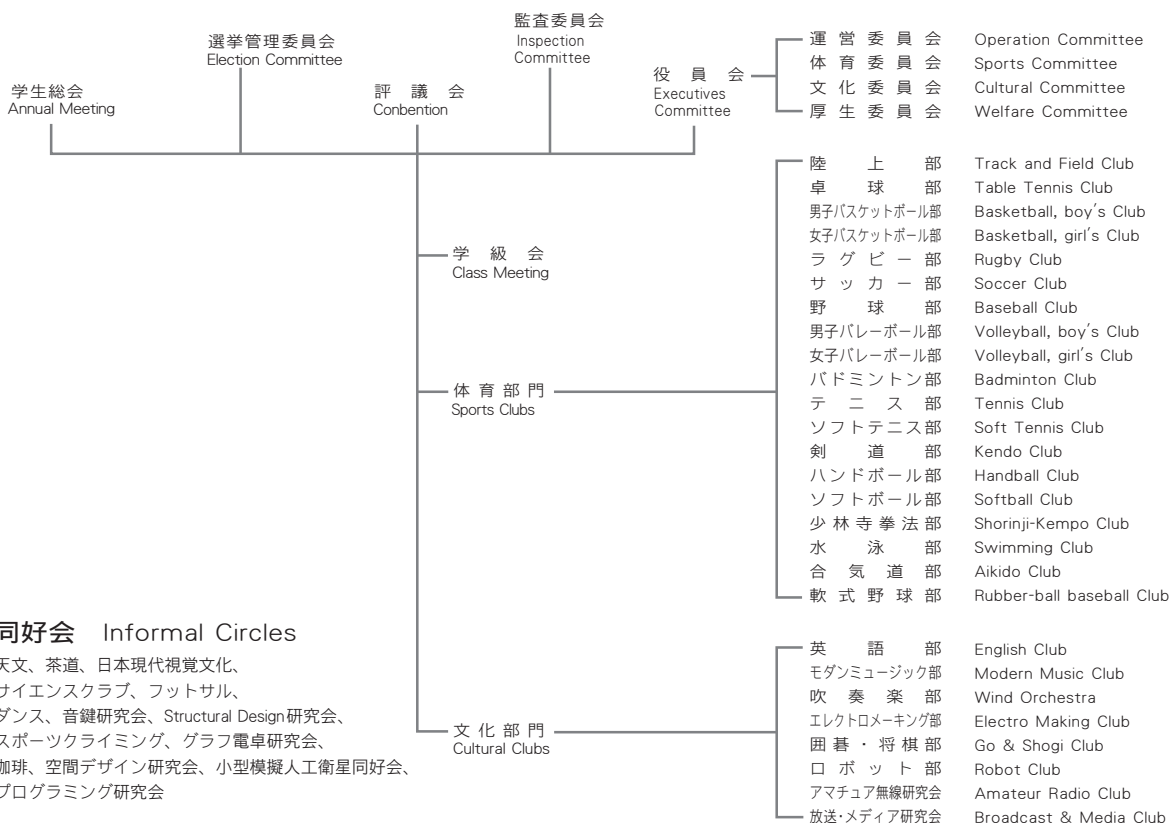 監査委員会
Inspection
Committee
選挙管理委員会
Election Committee
学生総会
Annual Meeting
評議会
Conbention
役員会
Executives
Committee
運営委員会 Operation Committee
体育委員会 Sports Committee
文化委員会 Cultural Committee
厚生委員会 Welfare Committee
学級会
Class Meeting
体育部門
Sports Clubs
陸上部 Track and Field Club
卓球部 Table Tennis Club
男子バスケットボール部 Basketball, boy's Club
女子バスケットボール部 Basketball, girl's Club
ラグビー部 Rugby Club
サッカー部 Soccer Club
野球部 Baseball Club
男子バレーボール部 Volleyball, boy's Club
女子バレーボール部 Volleyball, girl's Club
バドミントン部 Badminton Club
テニス部 Tennis Club
ソフトテニス部 Soft Tennis Club
剣道部 Kendo Club
ハンドボール部 Handball Club
ソフトボール部 Softball Club
少林寺拳法部 Shorinji-Kempo Club
水泳部 Swimming Club
合気道部 Aikido Club
軟式野球部 Rubber-ball baseball Club
文化部門
Cultural Clubs
英語部 English Club
モダンミュージック部 Modern Music Club
吹奏楽部 Wind Orchestra
エレクトロメーキング部 Electro Making Club
囲碁・将棋部 Go & Shogi Club
ロボット部 Robot Club
アマチュア無線研究会 Amateur Radio Club
放送・メディア研究会 Broadcast & Media Club
同好会 Informal Circles
天文、茶道、日本現代視覚文化、
サイエンスクラブ、フットサル、
ダンス、音鍵研究会、Structural Design研究会、
スポーツクライミング、グラフ電卓研究会、
珈琲、空間デザイン研究会、小型模擬人工衛星同好会、
プログラミング研究会